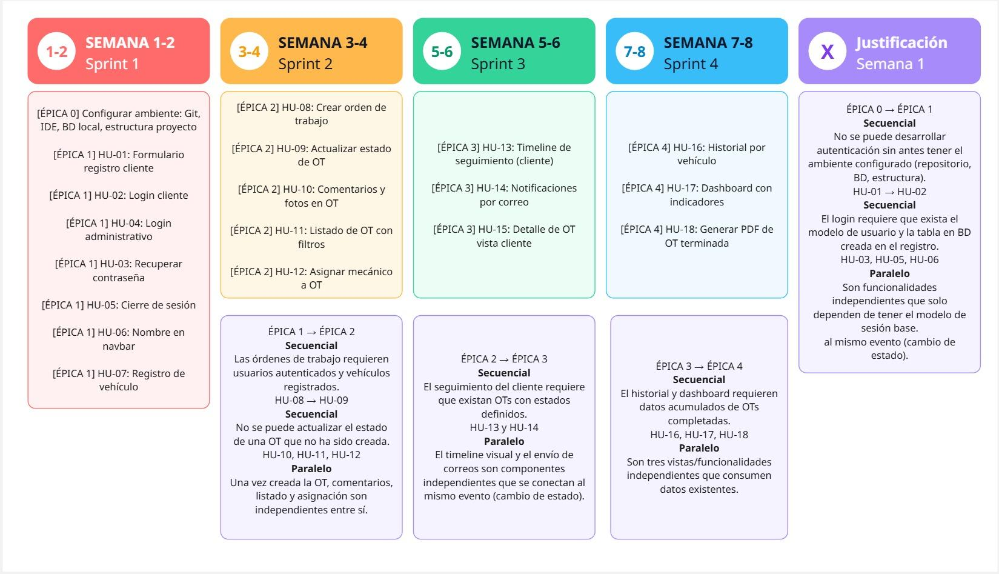 1-2
SEMANA 1-2
Sprint 1
[ÉPICA 0] Configurar ambiente: Git,
IDE, BD local, estructura proyecto
[ÉPICA 1] HU-01: Formulario
registro cliente
[ÉPICA 1] HU-02: Login cliente
[ÉPICA 1] HU-04: Login
administrativo
[ÉPICA 1] HU-03: Recuperar
contraseña
[ÉPICA 1] HU-05: Cierre de sesión
[ÉPICA 1] HU-06: Nombre en
navbar
[ÉPICA 1] HU-07: Registro de
vehículo
3-4
SEMANA 3-4
Sprint 2
[ÉPICA 2] HU-08: Crear orden de
trabajo
[ÉPICA 2] HU-09: Actualizar estado
de OT
[ÉPICA 2] HU-10: Comentarios y
fotos en OT
[ÉPICA 2] HU-11: Listado de OT con
filtros
[ÉPICA 2] HU-12: Asignar mecánico
a OT
ÉPICA 1 → ÉPICA 2
Secuencial
Las órdenes de trabajo requieren
usuarios autenticados y vehículos
registrados.
HU-08 → HU-09
Secuencial
No se puede actualizar el estado
de una OT que no ha sido creada.
HU-10, HU-11, HU-12
Paralelo
Una vez creada la OT, comentarios,
listado y asignación son
independientes entre sí.
5-6
SEMANA 5-6
Sprint 3
[ÉPICA 3] HU-13: Timeline de
seguimiento (cliente)
[ÉPICA 3] HU-14: Notificaciones
por correo
[ÉPICA 3] HU-15: Detalle de OT
vista cliente
ÉPICA 2 → ÉPICA 3
Secuencial
El seguimiento del cliente requiere
que existan OTs con estados
definidos.
HU-13 y HU-14
Paralelo
El timeline visual y el envío de
correos son componentes
independientes que se conectan al
mismo evento (cambio de estado).
7-8
SEMANA 7-8
Sprint 4
[ÉPICA 4] HU-16: Historial por
vehículo
[ÉPICA 4] HU-17: Dashboard con
indicadores
[ÉPICA 4] HU-18: Generar PDF de
OT terminada
ÉPICA 3 → ÉPICA 4
Secuencial
El historial y dashboard requieren
datos acumulados de OTs
completadas.
HU-16, HU-17, HU-18
Paralelo
Son tres vistas/funcionalidades
independientes que consumen
datos existentes.
X
Justificación
Semana 1
ÉPICA 0 → ÉPICA 1
Secuencial
No se puede desarrollar
autenticación sin antes tener el
ambiente configurado (repositorio,
BD, estructura).
HU-01 → HU-02
Secuencial
El login requiere que exista el
modelo de usuario y la tabla en BD
creada en el registro.
HU-03, HU-05, HU-06
Paralelo
Son funcionalidades
independientes que solo
dependen de tener el modelo de
sesión base.
al mismo evento (cambio de
estado).